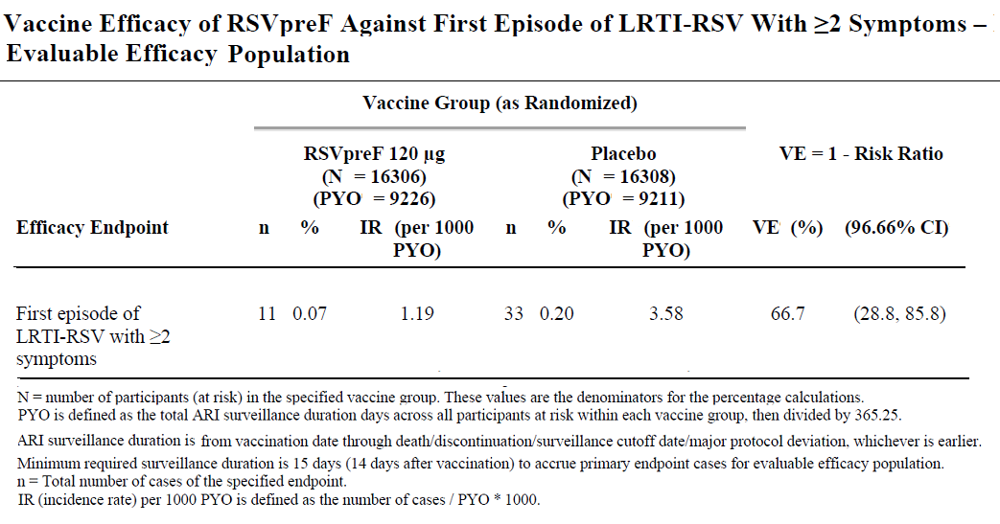 Vaccine Efficacy of RSVpreF Against First Episode of LRTI-RSV With ≥2 Symptoms –
Evaluable Efficacy Population
Vaccine Group (as Randomized)
RSVpreF 120 µg Placebo VE = 1 - Risk Ratio
(N = 16306) (N = 16308)
(PYO = 9226) (PYO = 9211)
Efficacy Endpoint n % IR (per 1000 n % IR (per 1000 VE (%) (96.66% CI)
PYO) PYO)
First episode of 11 0.07 1.19 33 0.20 3.58 66.7 (28.8, 85.8)
LRTI-RSV with ≥2
symptoms
N = number of participants (at risk) in the specified vaccine group. These values are the denominators for the percentage calculations.
PYO is defined as the total ARI surveillance duration days across all participants at risk within each vaccine group, then divided by 365.25.
ARI surveillance duration is from vaccination date through death/discontinuation/surveillance cutoff date/major protocol deviation, whichever is earlier.
Minimum required surveillance duration is 15 days (14 days after vaccination) to accrue primary endpoint cases for evaluable efficacy population.
n = Total number of cases of the specified endpoint.
IR (incidence rate) per 1000 PYO is defined as the number of cases / PYO * 1000.